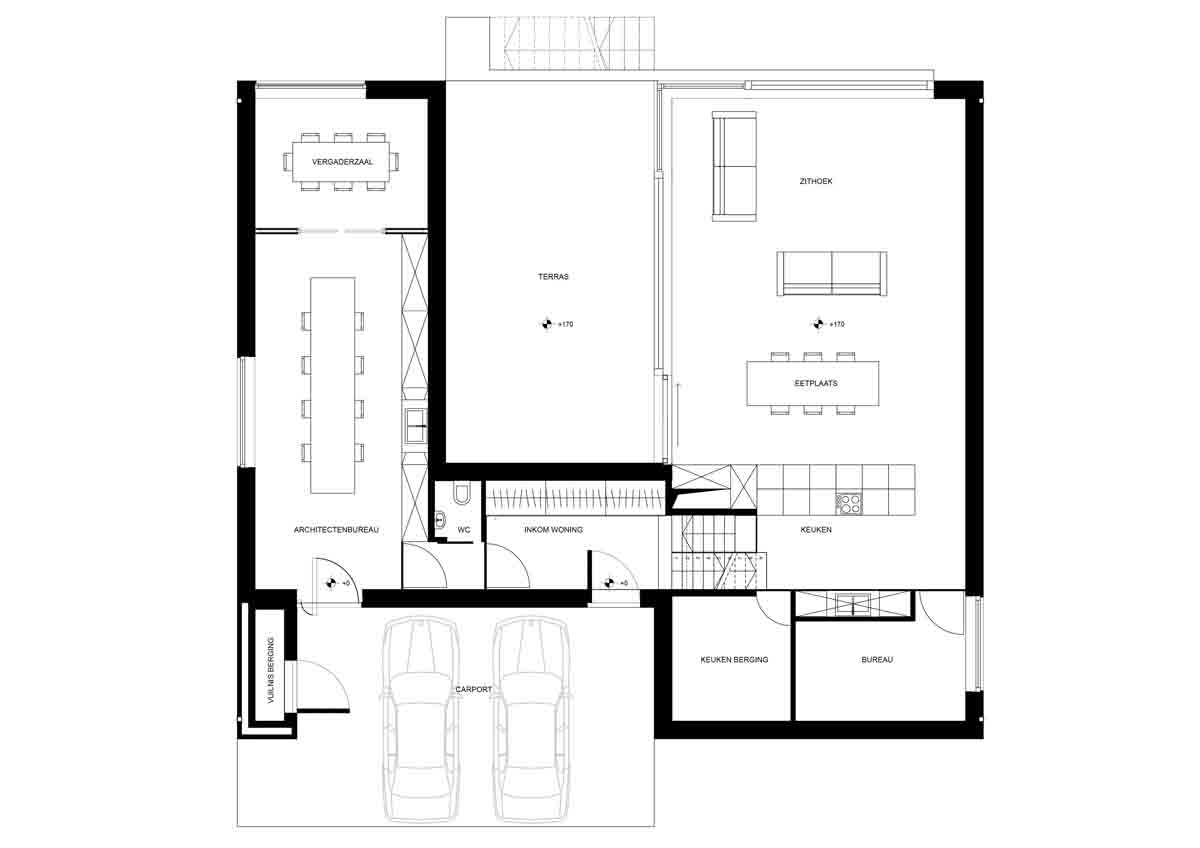 VERGADERZAAL
ZITHOEK
TERRAS
+170
+170
EETPLAATS
ARCHITECTENBUREAU
WC
INKOM WONING
KEUKEN
+0
+0
VUILNIS BERGING
CARPORT
KEUKEN BERGING
BUREAU